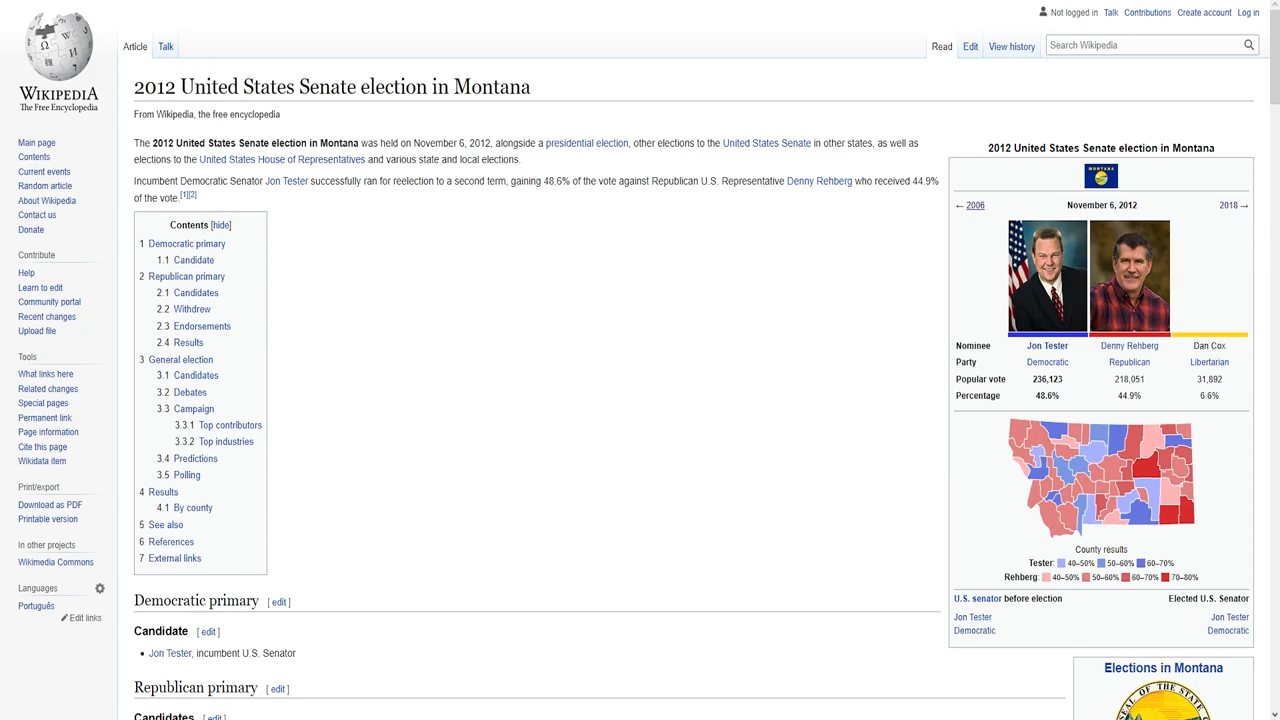 Not logged in Talk Contributions Create account Log in
Article Talk Read Edit View history Search Wikipedia
WIKIPEDIA
The Free Encyclopedia
Main page
Contents
Current events
Random article
About Wikipedia
Contact us
Donate
Contribute
Help
Learn to edit
Community portal
Recent changes
Upload file
Tools
What links here
Related changes
Special pages
Permanent link
Page information
Cite this page
Wikidata item
Print/export
Download as PDF
Printable version
In other projects
Wikimedia Commons
Languages
Português
Edit links
2012 United States Senate election in Montana
From Wikipedia, the free encyclopedia
The 2012 United States Senate election in Montana was held on November 6, 2012, alongside a presidential election, other elections to the United States Senate in other states, as well as
elections to the United States House of Representatives and various state and local elections.
Incumbent Democratic Senator Jon Tester successfully ran for reelection to a second term, gaining 48.6% of the vote against Republican U.S. Representative Denny Rehberg who received 44.9%
of the vote.[1][2]
Contents [hide]
1 Democratic primary
1.1 Candidate
2 Republican primary
2.1 Candidates
2.2 Withdrew
2.3 Endorsements
2.4 Results
3 General election
3.1 Candidates
3.2 Debates
3.3 Campaign
3.3.1 Top contributors
3.3.2 Top industries
3.4 Predictions
3.5 Polling
4 Results
4.1 By county
5 See also
6 References
7 External links
Democratic primary [ edit ]
Candidate [ edit ]
• Jon Tester, incumbent U.S. Senator
Republican primary [ edit ]
Candidates [ edit ]
2012 United States Senate election in Montana
MONTANA
← 2006 November 6, 2012 2018 →
Nominee Jon Tester Denny Rehberg Dan Cox
Party Democratic Republican Libertarian
Popular vote 236,123 218,051 31,892
Percentage 48.6% 44.9% 6.6%
County results
Tester: 40–50% 50–60% 60–70%
Rehberg: 40–50% 50–60% 60–70% 70–80%
U.S. senator before election Elected U.S. Senator
Jon Tester Jon Tester
Democratic Democratic
Elections in Montana
SEAL OF THE STATE